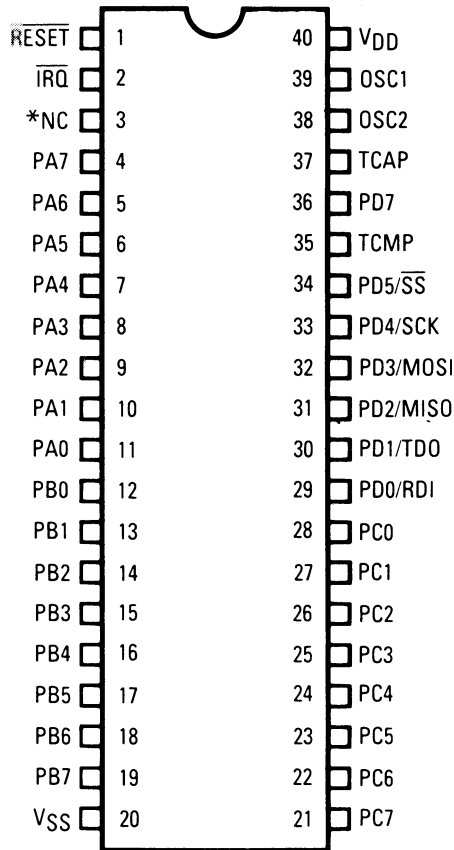 RESET 1 40 VDD
IRQ 2 39 OSC1
*NC 3 38 OSC2
PA7 4 37 TCAP
PA6 5 36 PD7
PA5 6 35 TCMP
PA4 7 34 PD5/SS
PA3 8 33 PD4/SCK
PA2 9 32 PD3/MOSI
PA1 10 31 PD2/MISO
PA0 11 30 PD1/TDO
PB0 12 29 PD0/RDI
PB1 13 28 PC0
PB2 14 27 PC1
PB3 15 26 PC2
PB4 16 25 PC3
PB5 17 24 PC4
PB6 18 23 PC5
PB7 19 22 PC6
VSS 20 21 PC7